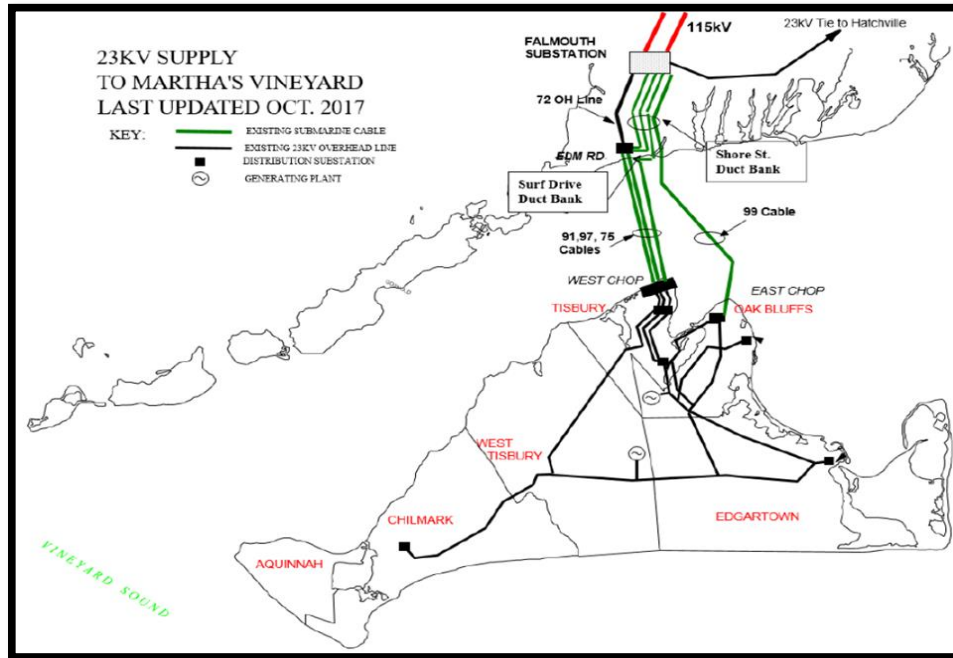 23KV SUPPLY
TO MARTHA'S VINEYARD
LAST UPDATED OCT. 2017
KEY:
EXISTING SUBMARINE CABLE
EXISTING 23KV OVERHEAD LINE
DISTRIBUTION SUBSTATION
GENERATING PLANT
115kV
23KV Tie to Hatchville
FALMOUTH
SUBSTATION
72 OH Line
ELM RD.
Shore St.
Duct Bank
Surf Drive
Duct Bank
99 Cable
91,97, 75
Cables
WEST CHOP
EAST CHOP
TISBURY
OAK BLUFFS
WEST
TISBURY
CHILMARK
EDGARTOWN
AQUINNAH
VINEYARD SOUND